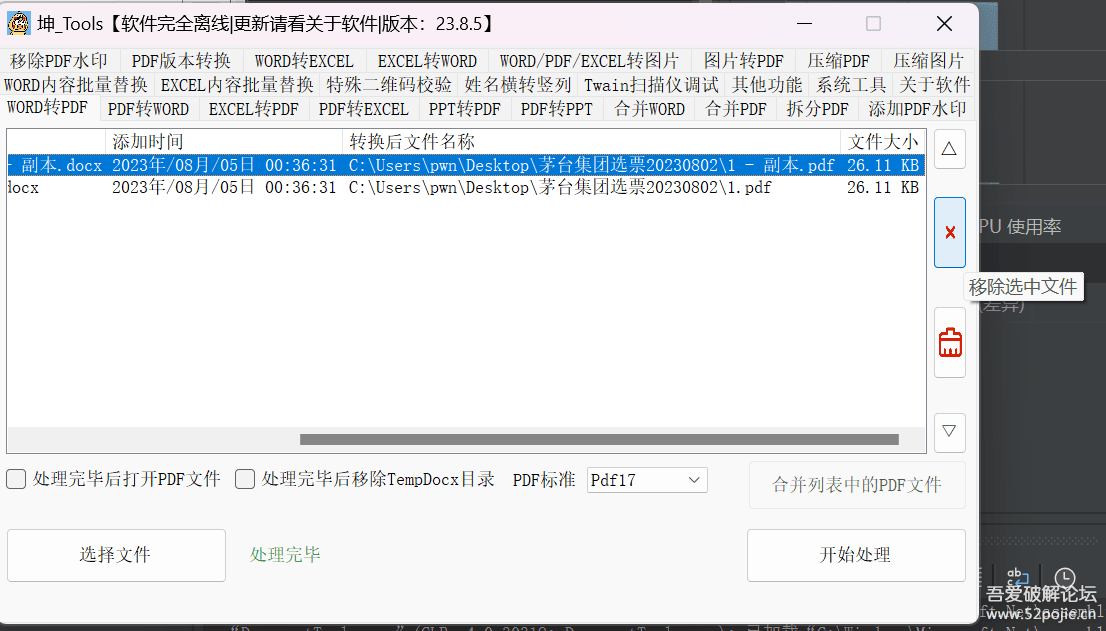 坤_Tools【软件完全离线|更新请看关于软件|版本：23.8.5】
移除PDF水印 PDF版本转换 WORD转EXCEL EXCEL转WORD WORD/PDF/EXCEL转图片 图片转PDF 压缩PDF 压缩图片
WORD内容批量替换 EXCEL内容批量替换 特殊二维码校验 姓名横转竖列 Twain扫描仪调试 其他功能 系统工具 关于软件
WORD转PDF PDF转WORD EXCEL转PDF PDF转EXCEL PPT转PDF PDF转PPT 合并WORD 合并PDF 拆分PDF 添加PDF水印
添加时间 转换后文件名称 文件大小
- 副本.docx 2023年/08月/05日 00:36:31 C:\Users\pwn\Desktop\茅台集团选票20230802\1 - 副本.pdf 26.11 KB
docx 2023年/08月/05日 00:36:31 C:\Users\pwn\Desktop\茅台集团选票20230802\1.pdf 26.11 KB
PU 使用率
移除选中文件
(差异)
处理完毕后打开PDF文件 处理完毕后移除TempDocx目录 PDF标准 Pdf17 合并列表中的PDF文件
选择文件 处理完毕 开始处理
吾爱破解论坛
www.52pojie.cn